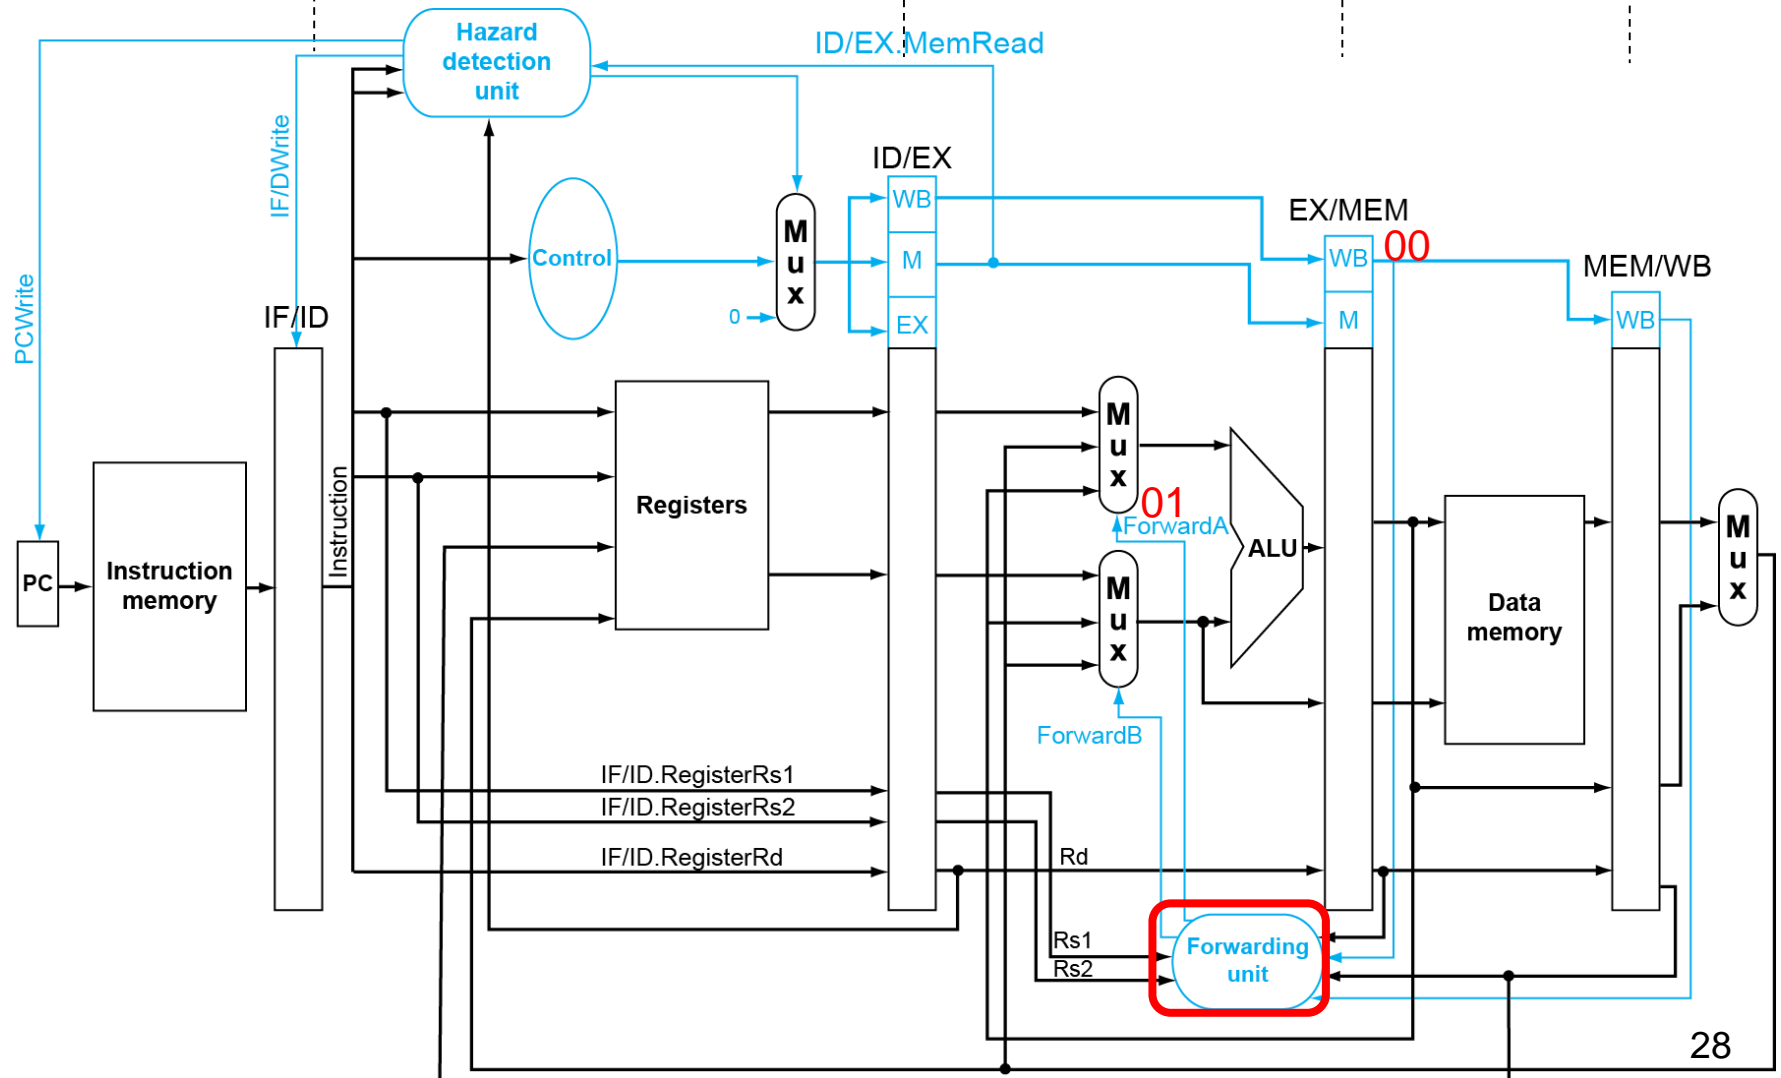 Hazard
detection
unit
ID/EX.MemRead
IF/DWrite
PCWrite
ID/EX
WB
M
EX
Control
M
u
x
0
EX/MEM
00
WB
M
MEM/WB
WB
IF/ID
Instruction
PC
Instruction
memory
Registers
M
u
x
01
ForwardA
M
u
x
ForwardB
ALU
Data
memory
M
u
x
IF/ID.RegisterRs1
IF/ID.RegisterRs2
IF/ID.RegisterRd
Rd
Rs1
Rs2
Forwarding
unit
28